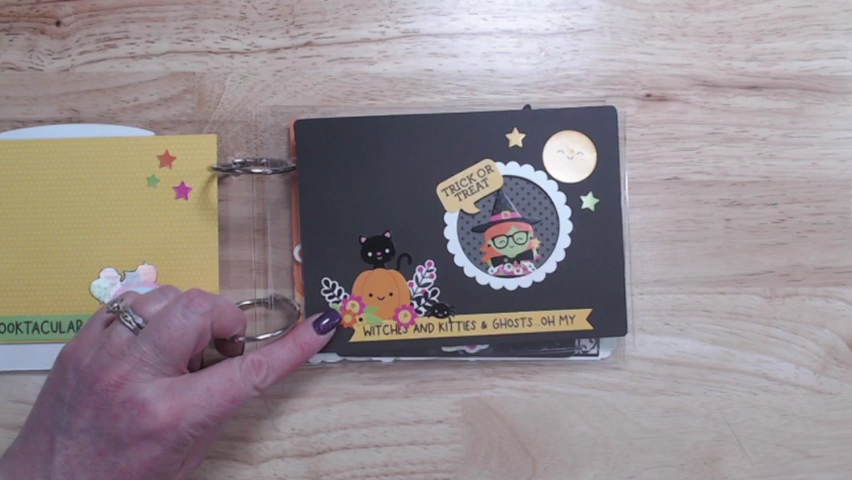 TRICK OR
TREAT
OOKTACULAR
WITCHES AND KITTIES & GHOSTS...OH MY